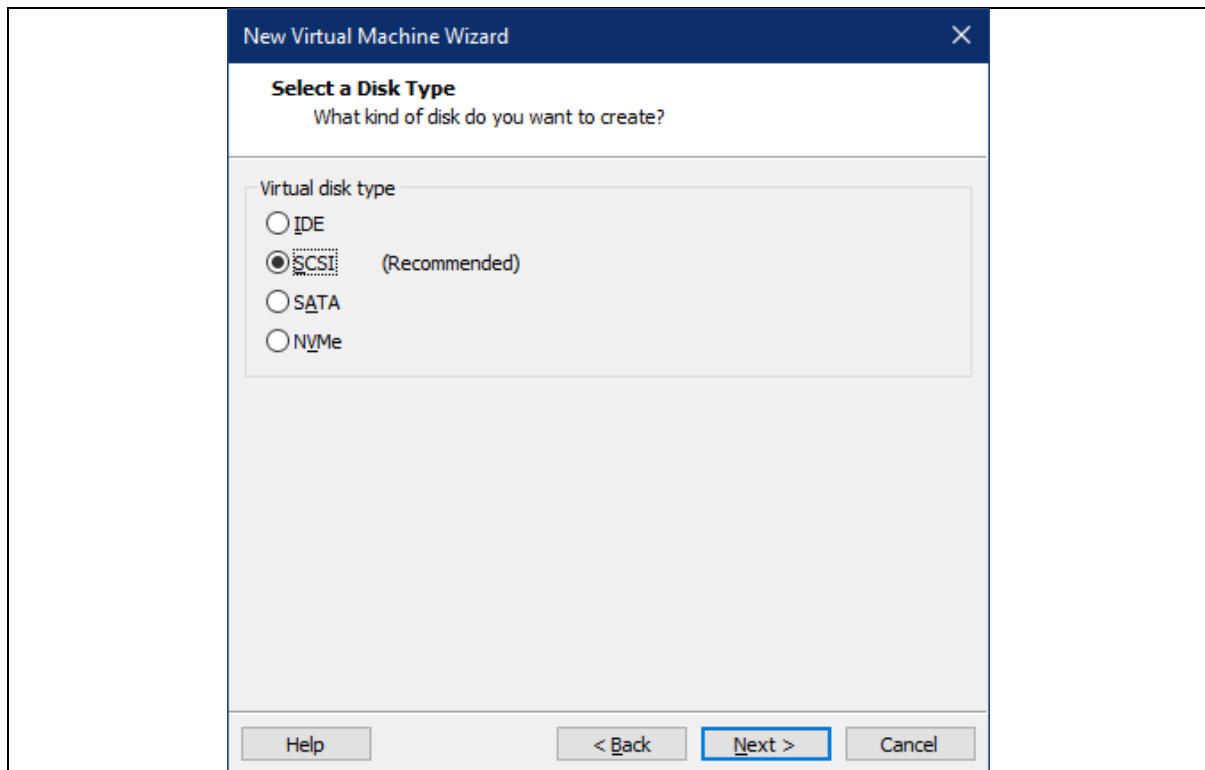 New Virtual Machine Wizard
Select a Disk Type
What kind of disk do you want to create?
Virtual disk type
IDE
SCSI (Recommended)
SATA
NVMe
Help < Back Next > Cancel